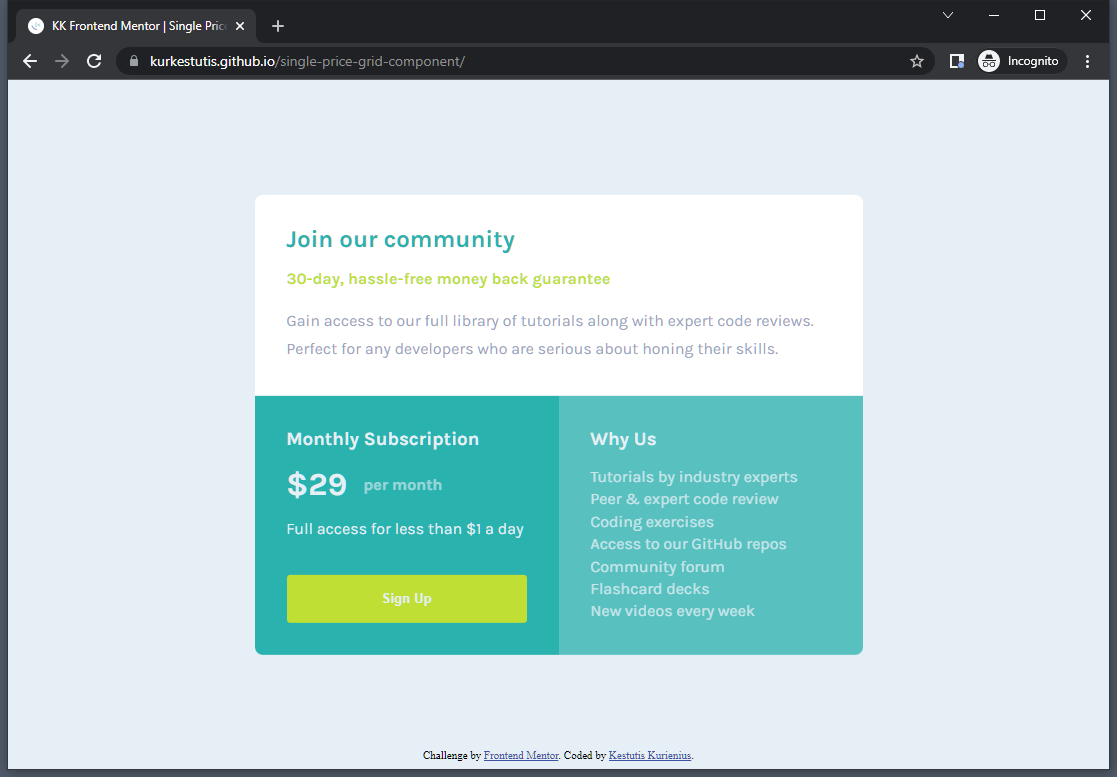 KK Frontend Mentor | Single Pric
kurkestutis.github.io/single-price-grid-component/
Incognito
Join our community
30-day, hassle-free money back guarantee
Gain access to our full library of tutorials along with expert code reviews.
Perfect for any developers who are serious about honing their skills.
Monthly Subscription
$29 per month
Full access for less than $1 a day
Sign Up
Why Us
Tutorials by industry experts
Peer & expert code review
Coding exercises
Access to our GitHub repos
Community forum
Flashcard decks
New videos every week
Challenge by Frontend Mentor. Coded by Kestutis Kurienius.